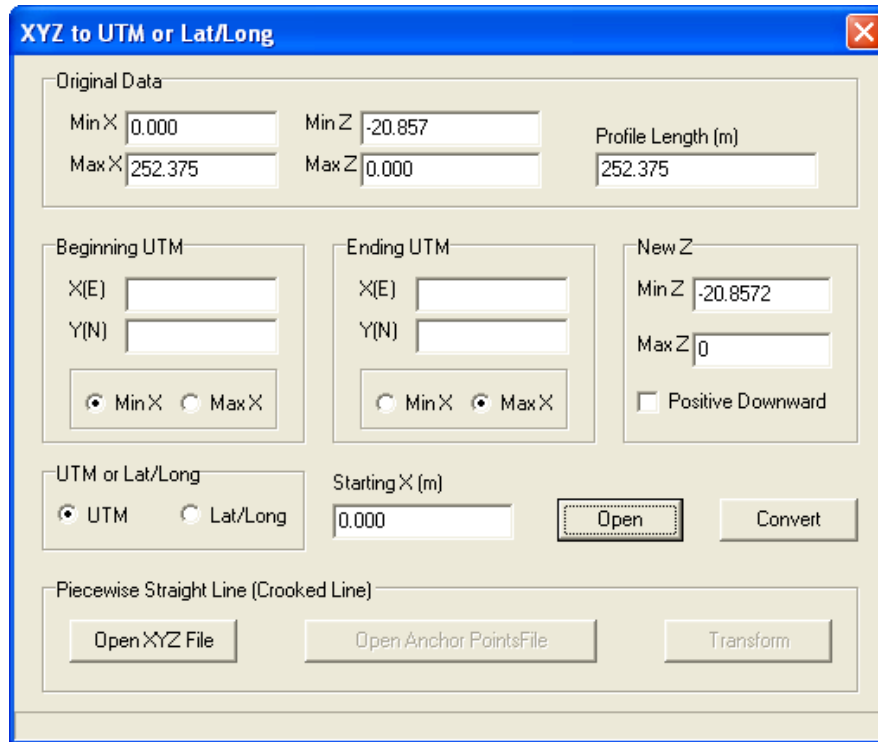 XYZ to UTM or Lat/Long
Original Data
Min X 0.000 Min Z -20.857
Profile Length (m)
Max X 252.375 Max Z 0.000 252.375
Beginning UTM Ending UTM New Z
X(E) X(E) Min Z -20.8572
Y(N) Y(N) Max Z 0
Min X Max X Min X Max X Positive Downward
UTM or Lat/Long Starting X (m)
UTM Lat/Long 0.000 Open Convert
Piecewise Straight Line (Crooked Line)
Open XYZ File Open Anchor PointsFile Transform